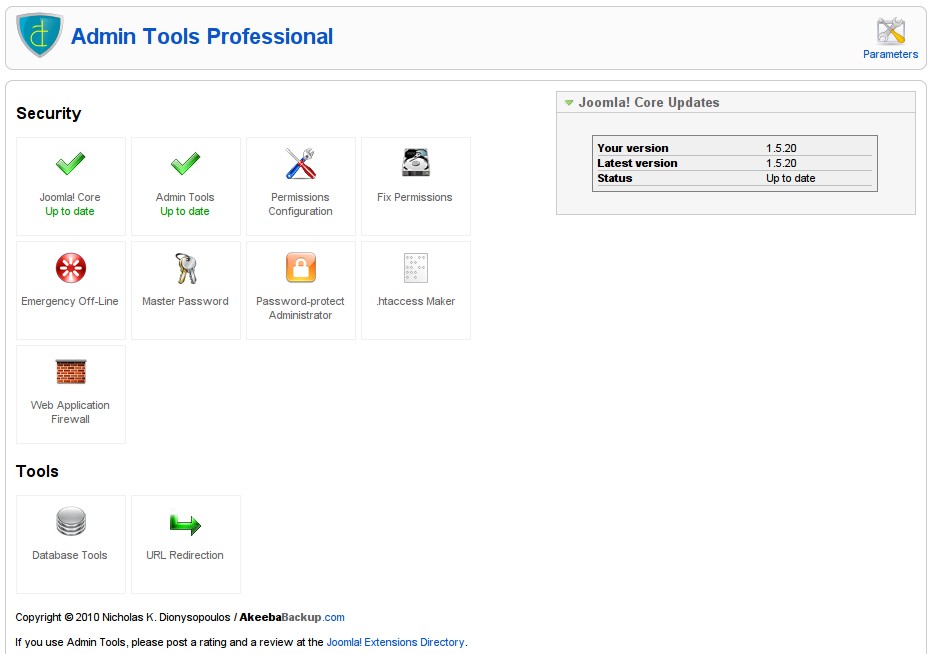 Admin Tools Professional
Parameters
Security
Joomla! Core
Up to date
Admin Tools
Up to date
Permissions
Configuration
Fix Permissions
Emergency Off-Line
Master Password
Password-protect
Administrator
.htaccess Maker
Web Application
Firewall
Tools
Database Tools
URL Redirection
Joomla! Core Updates
Your version 1.5.20
Latest version 1.5.20
Status Up to date
Copyright © 2010 Nicholas K. Dionysopoulos / AkeebaBackup.com
If you use Admin Tools, please post a rating and a review at the Joomla! Extensions Directory.